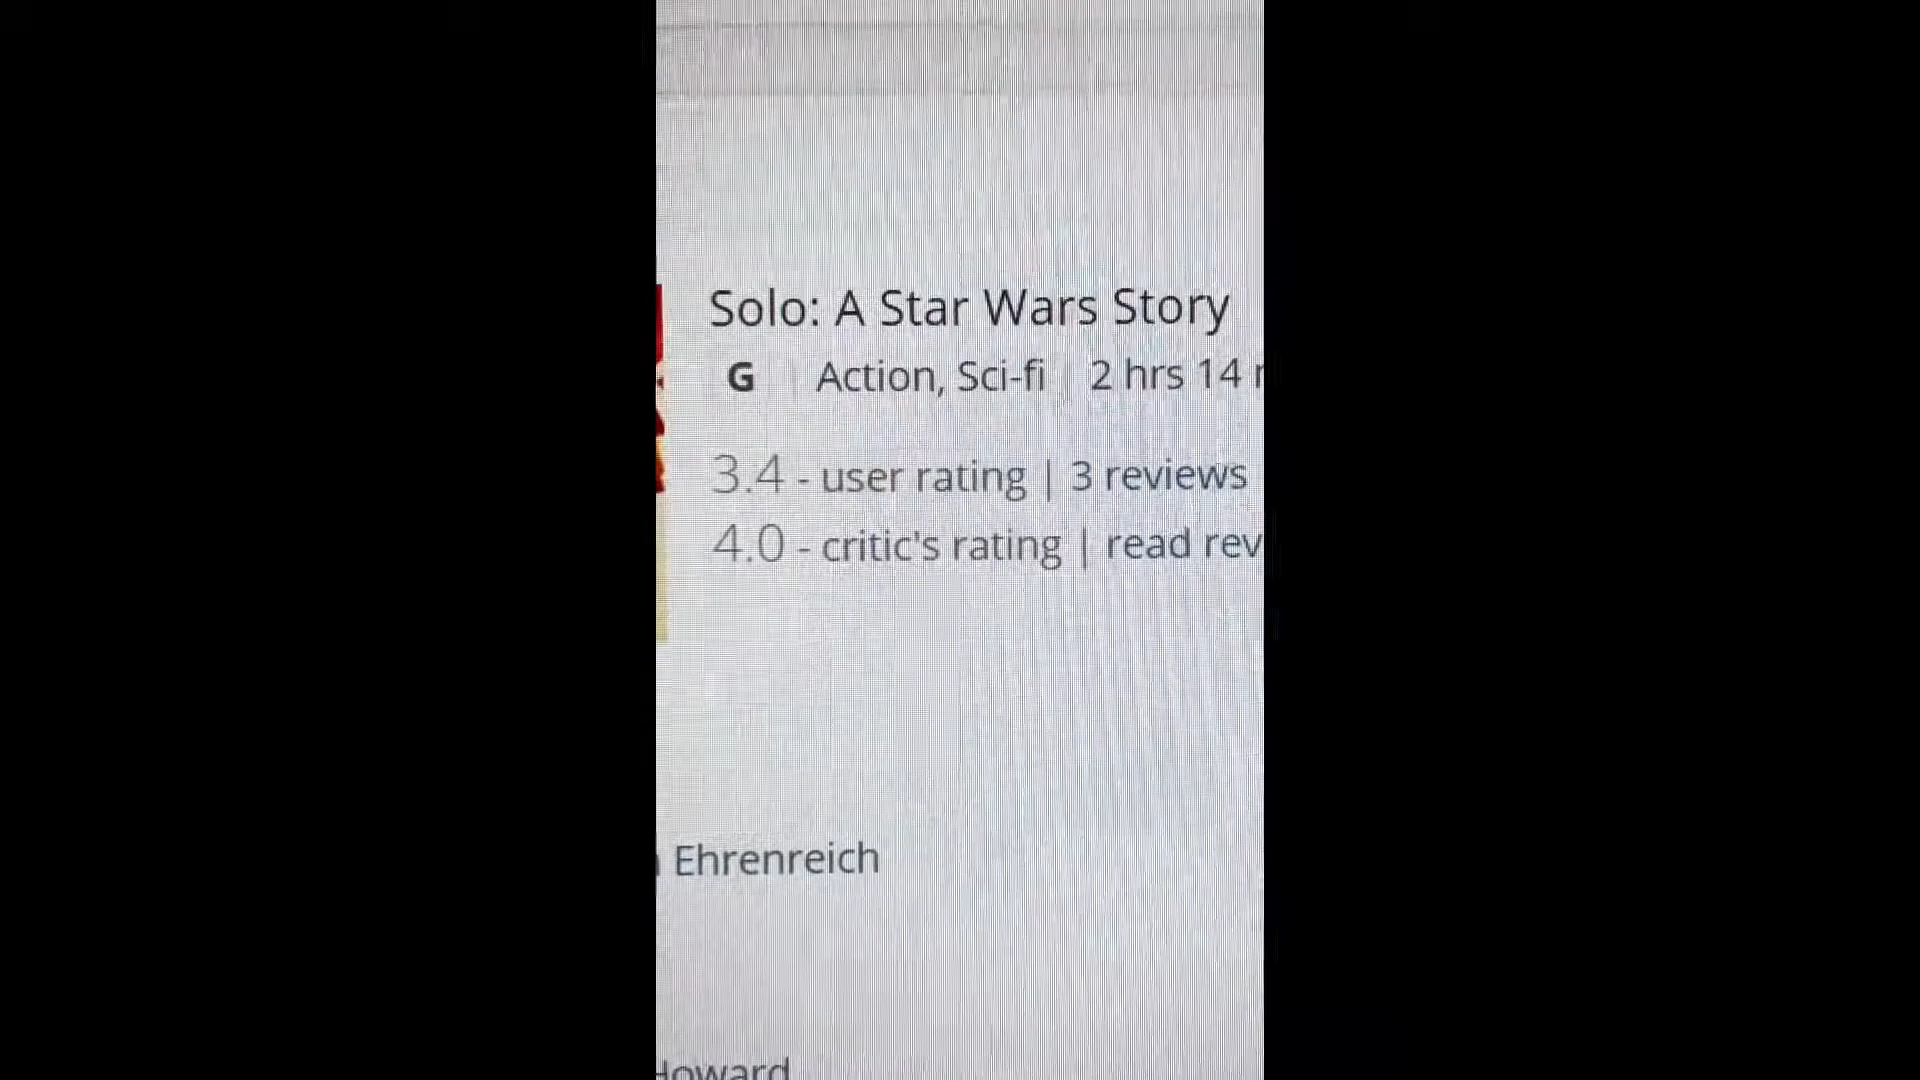 Solo: A Star Wars Story
G Action, Sci-fi 2 hrs 14
3.4 - user rating | 3 reviews
4.0 - critic's rating | read rev
Ehrenreich
Howard